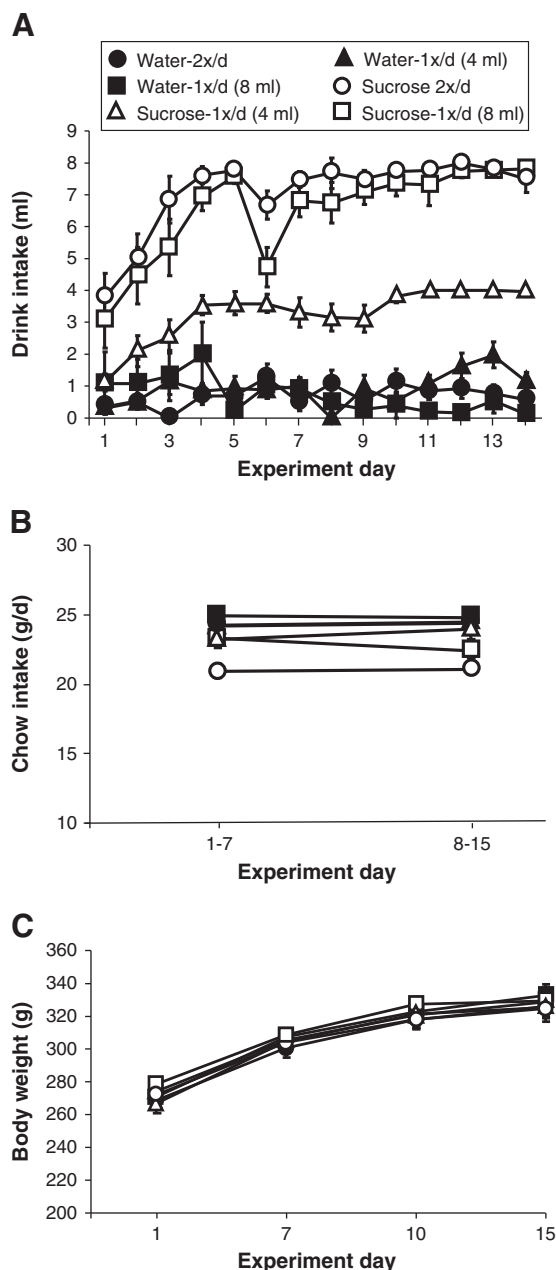 A
Water-2x/d
Water-1x/d (4 ml)
Water-1x/d (8 ml)
Sucrose 2x/d
Sucrose-1x/d (4 ml)
Sucrose-1x/d (8 ml)
Drink intake (ml)
9
8
7
6
5
4
3
2
1
0
1 3 5 7 9 11 13
Experiment day
B
Chow intake (g/d)
30
25
20
15
10
1-7 8-15
Experiment day
C
Body weight (g)
360
340
320
300
280
260
240
220
200
1 7 10 15
Experiment day